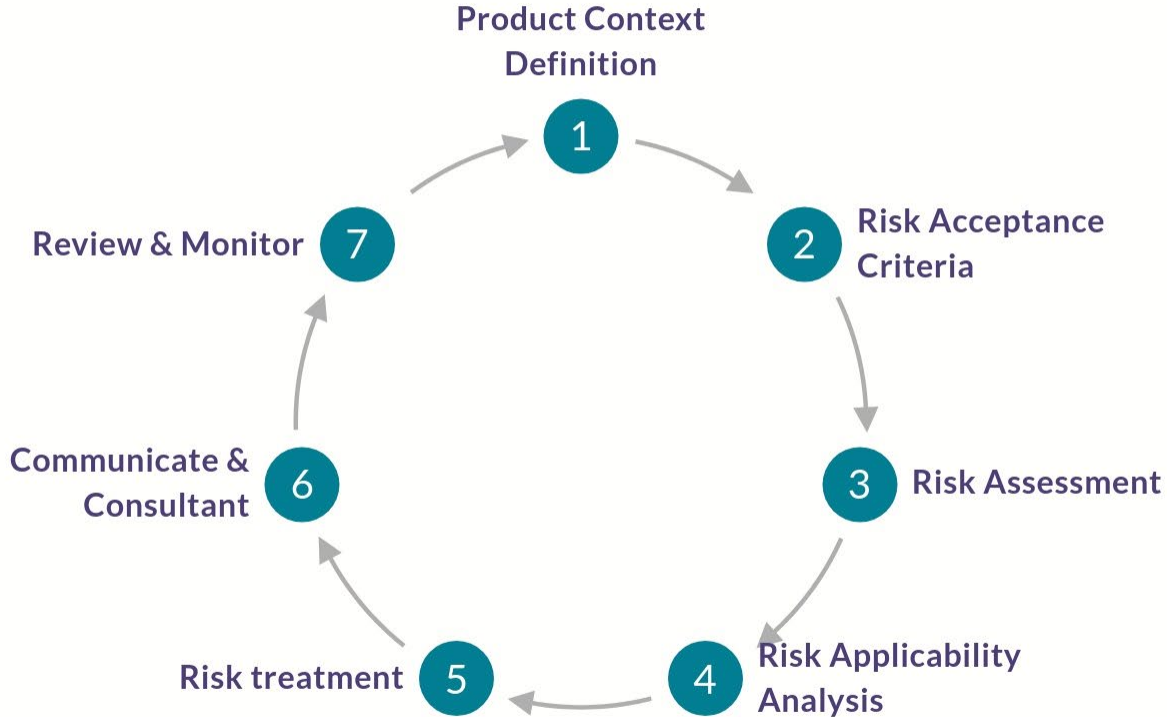 Product Context
Definition
1
2
Risk Acceptance
Criteria
3
Risk Assessment
4
Risk Applicability
Analysis
5
Risk treatment
6
Communicate &
Consultant
7
Review & Monitor